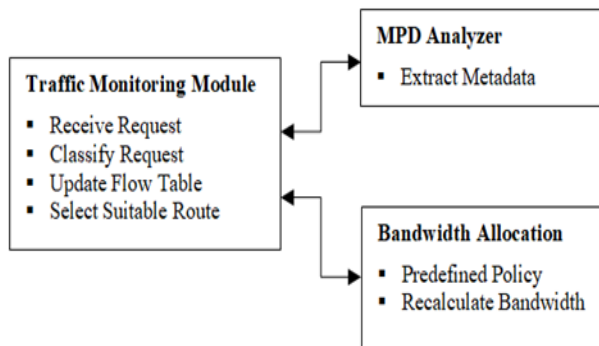 Traffic Monitoring Module
▪ Receive Request
▪ Classify Request
▪ Update Flow Table
▪ Select Suitable Route
MPD Analyzer
▪ Extract Metadata
Bandwidth Allocation
▪ Predefined Policy
▪ Recalculate Bandwidth